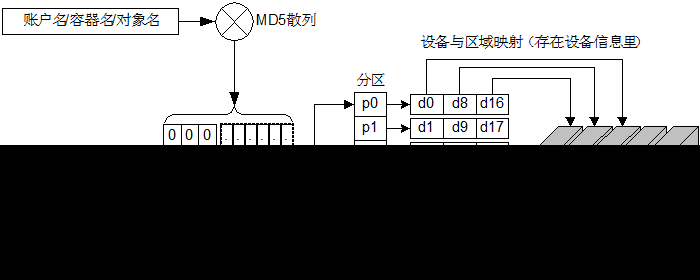 账户名/容器名/对象名
MD5散列
设备与区域映射（存在设备信息里）
分区
p0 d0 d8 d16
0 0 0 . . . . . .
p1 d1 d9 d17